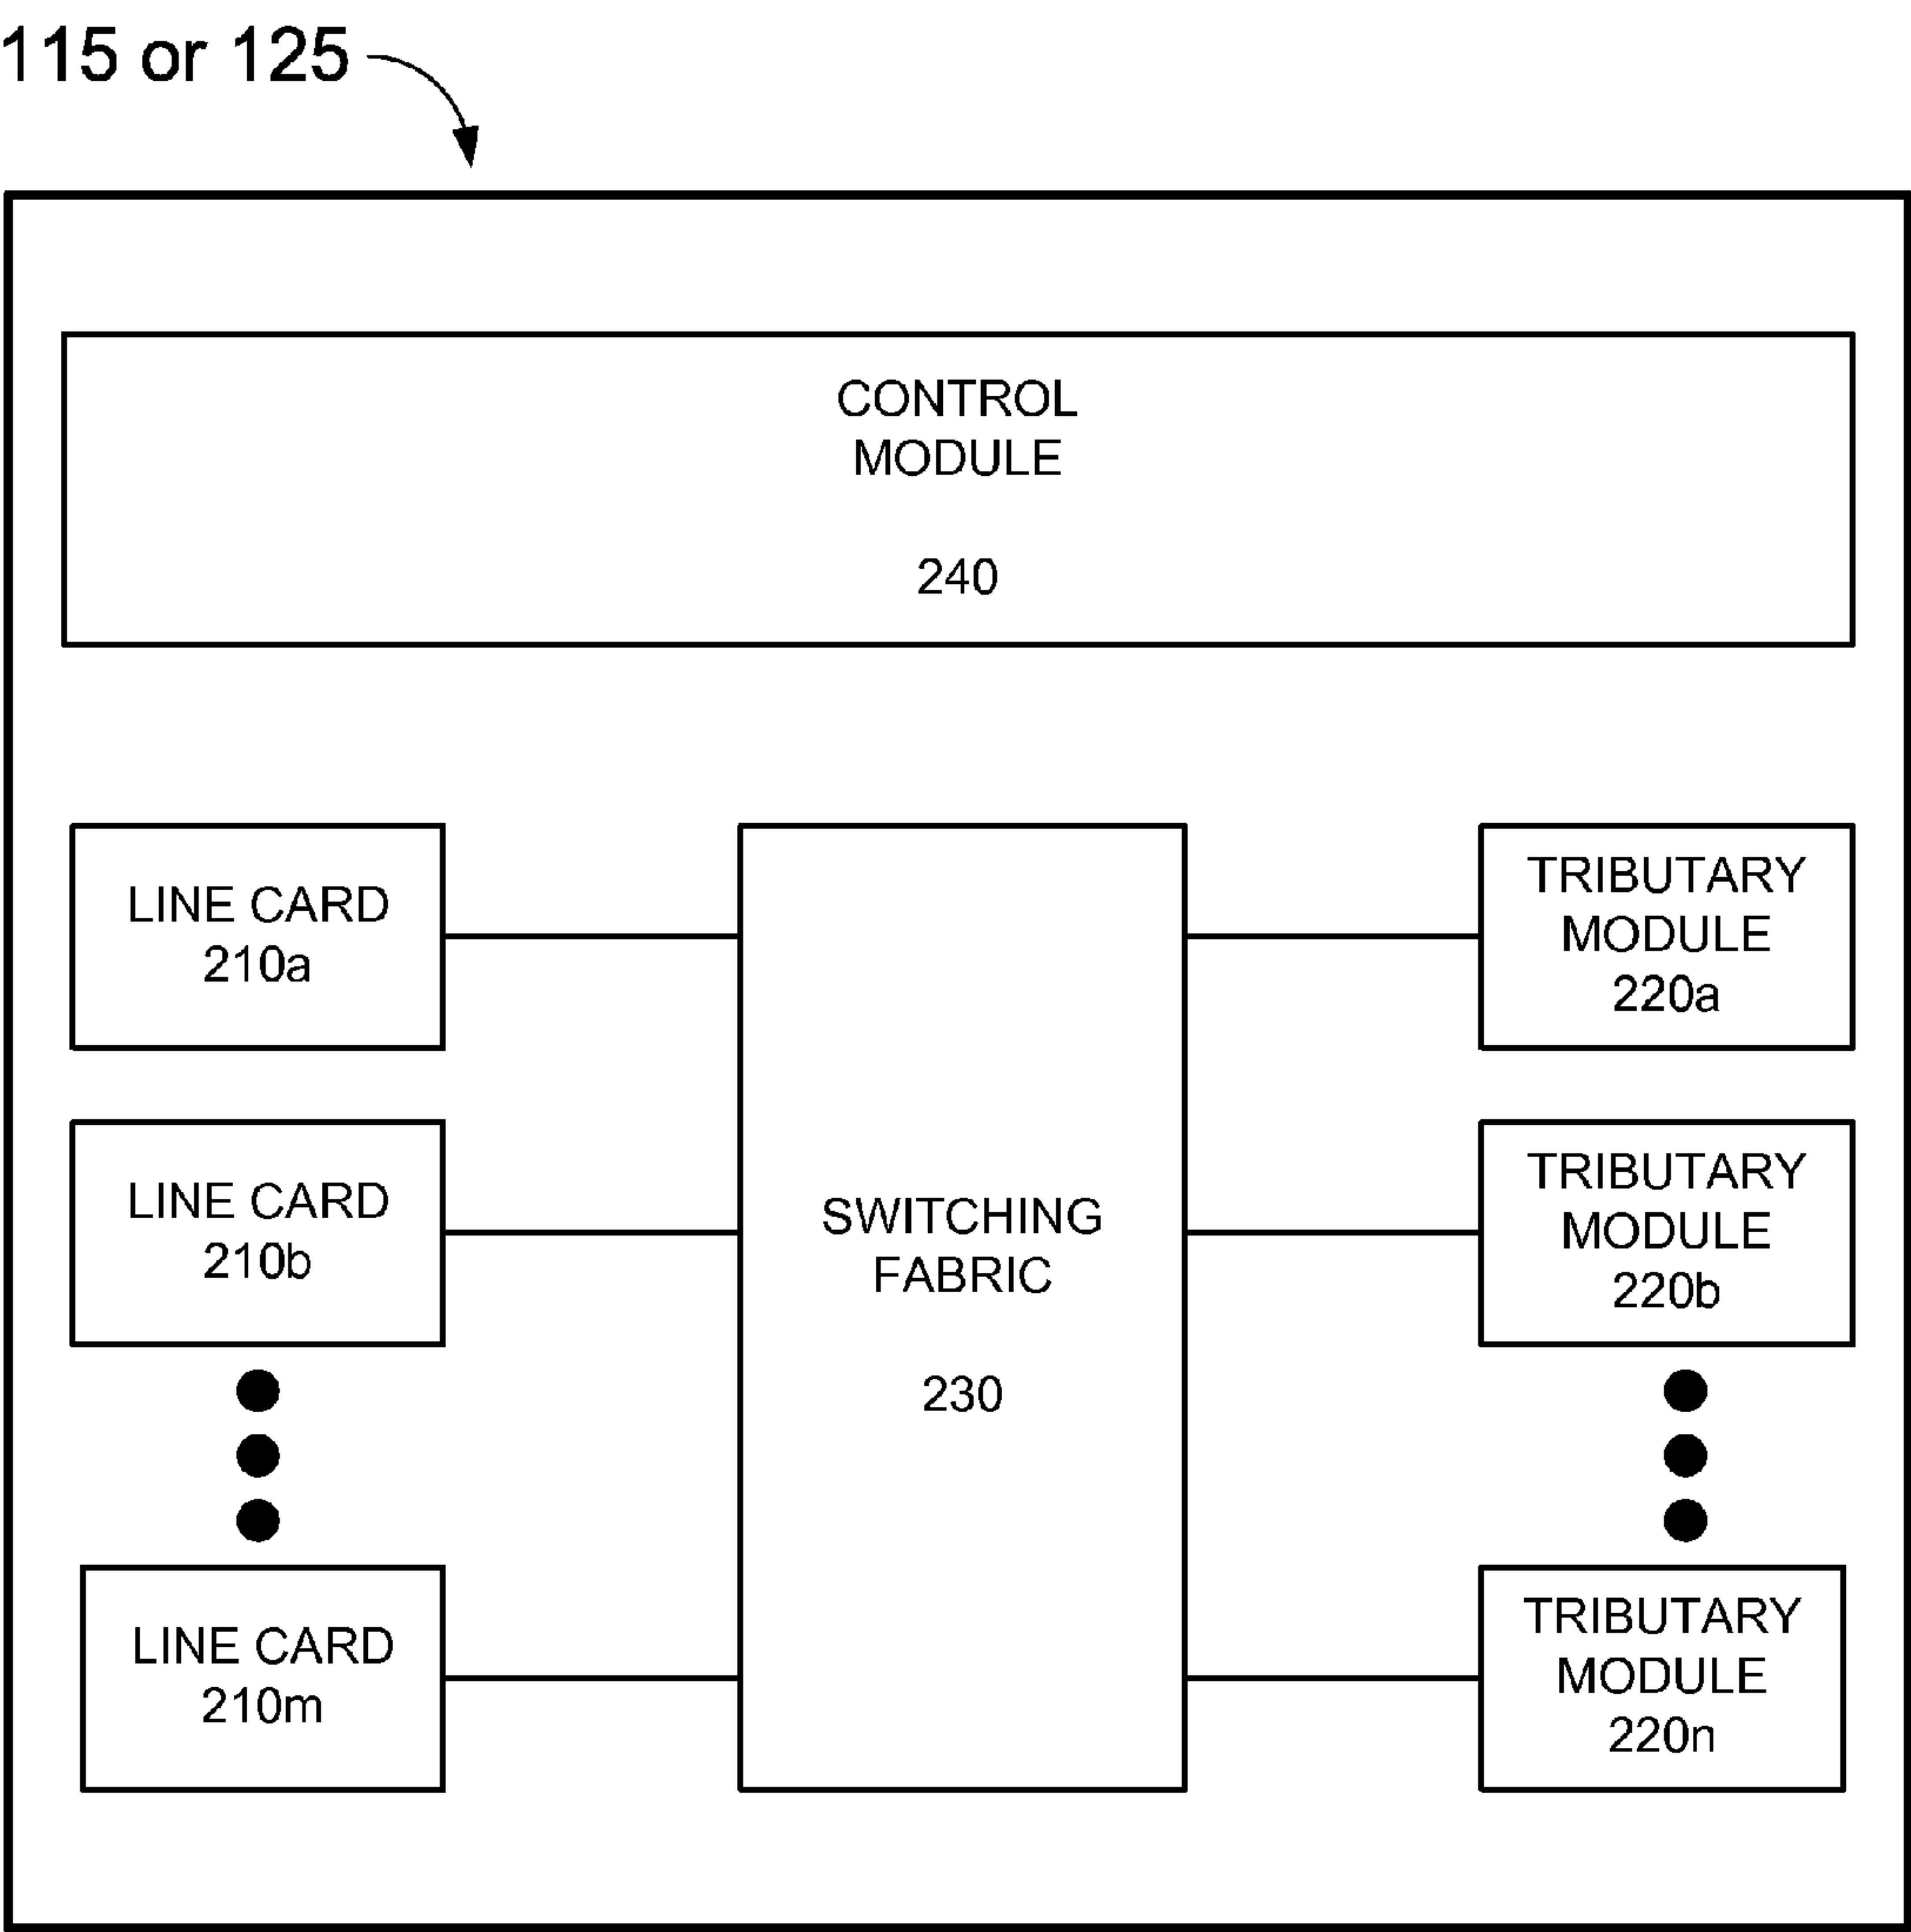 115 or 125
CONTROL
MODULE
240
LINE CARD
210a
TRIBUTARY
MODULE
220a
LINE CARD
210b
SWITCHING
FABRIC
230
TRIBUTARY
MODULE
220b
LINE CARD
210m
TRIBUTARY
MODULE
220n